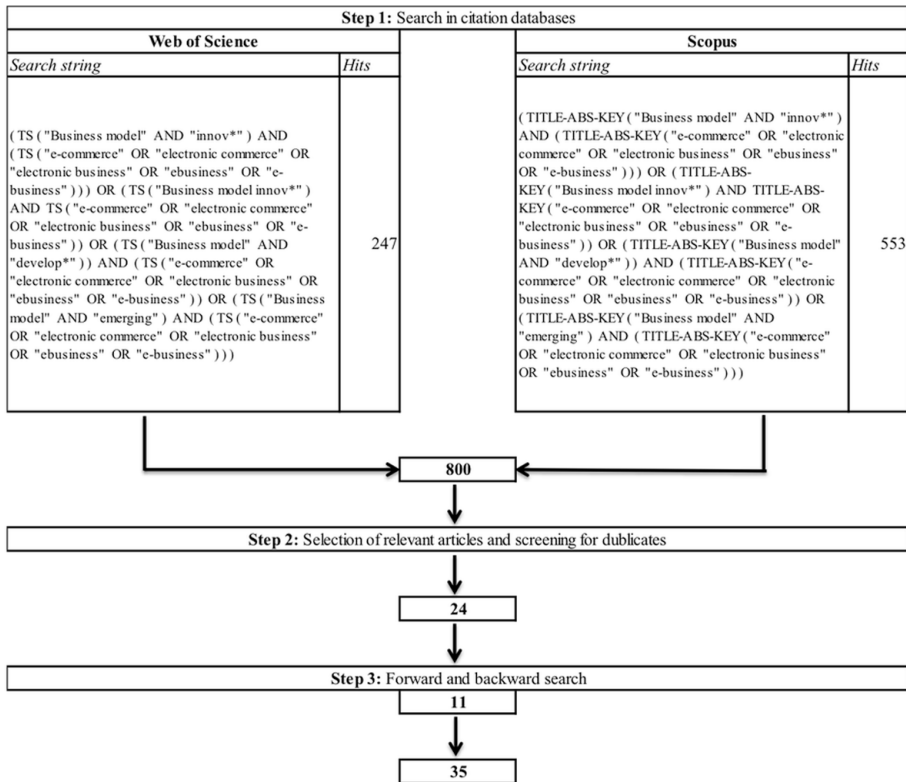 Step 1: Search in citation databases
Web of Science
Search string
Hits
( TS ( "Business model" AND "innov*" ) AND
( TS ( "e-commerce" OR "electronic commerce" OR
"electronic business" OR "ebusiness" OR "e-
business" ) ) ) OR ( TS ( "Business model innov*" )
AND TS ( "e-commerce" OR "electronic commerce"
OR "electronic business" OR "ebusiness" OR "e-
business" ) ) OR ( TS ( "Business model" AND
"develop*" ) ) AND ( TS ( "e-commerce" OR
"electronic commerce" OR "electronic business" OR
"ebusiness" OR "e-business" ) ) OR ( TS ( "Business
model" AND "emerging" ) AND ( TS ( "e-commerce"
OR "electronic commerce" OR "electronic business"
OR "ebusiness" OR "e-business" ) ) )
247
Scopus
Search string
Hits
( TITLE-ABS-KEY ( "Business model" AND "innov*" )
AND ( TITLE-ABS-KEY ( "e-commerce" OR "electronic
commerce" OR "electronic business" OR "ebusiness"
OR "e-business" ) ) ) OR ( TITLE-ABS-
KEY ( "Business model innov*" ) AND TITLE-ABS-
KEY ( "e-commerce" OR "electronic commerce" OR
"electronic business" OR "ebusiness" OR "e-
business" ) ) OR ( TITLE-ABS-KEY ( "Business model"
AND "develop*" ) ) AND ( TITLE-ABS-KEY ( "e-
commerce" OR "electronic commerce" OR "electronic
business" OR "ebusiness" OR "e-business" ) ) OR
( TITLE-ABS-KEY ( "Business model" AND
"emerging" ) AND ( TITLE-ABS-KEY ( "e-commerce"
OR "electronic commerce" OR "electronic business"
OR "ebusiness" OR "e-business" ) ) )
553
800
Step 2: Selection of relevant articles and screening for dublicates
24
Step 3: Forward and backward search
11
35